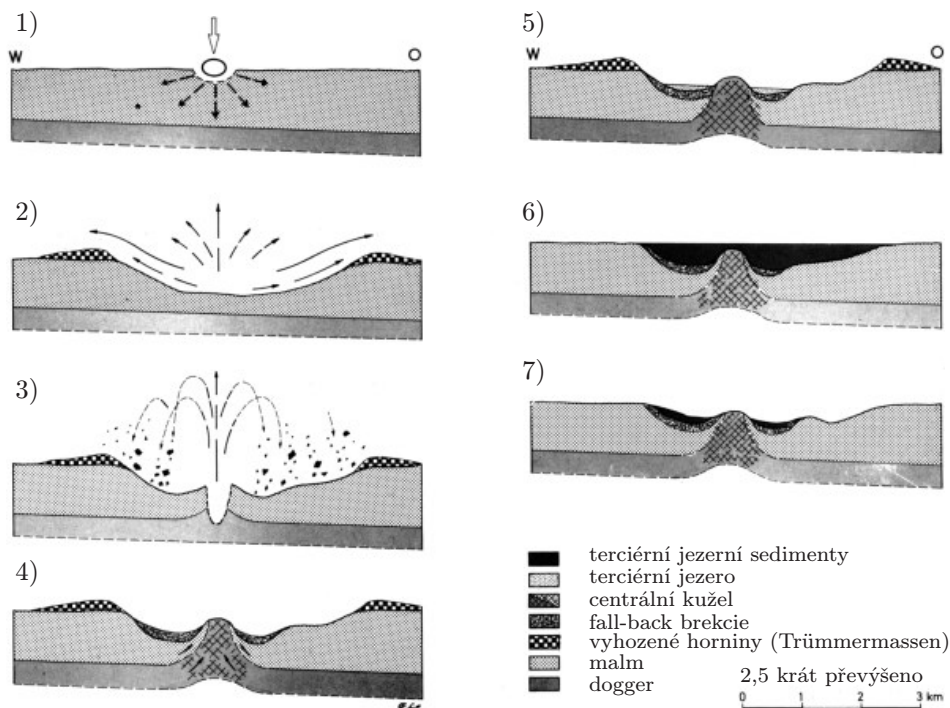 1)
W
O
2)
3)
4)
5)
W
O
6)
7)
terciérní jezerní sedimenty
terciérní jezero
centrální kužel
fall-back brekcie
vyhozené horniny (Trümmermassen)
malm
dogger
2,5 krát převýšeno
0 1 2 3 km